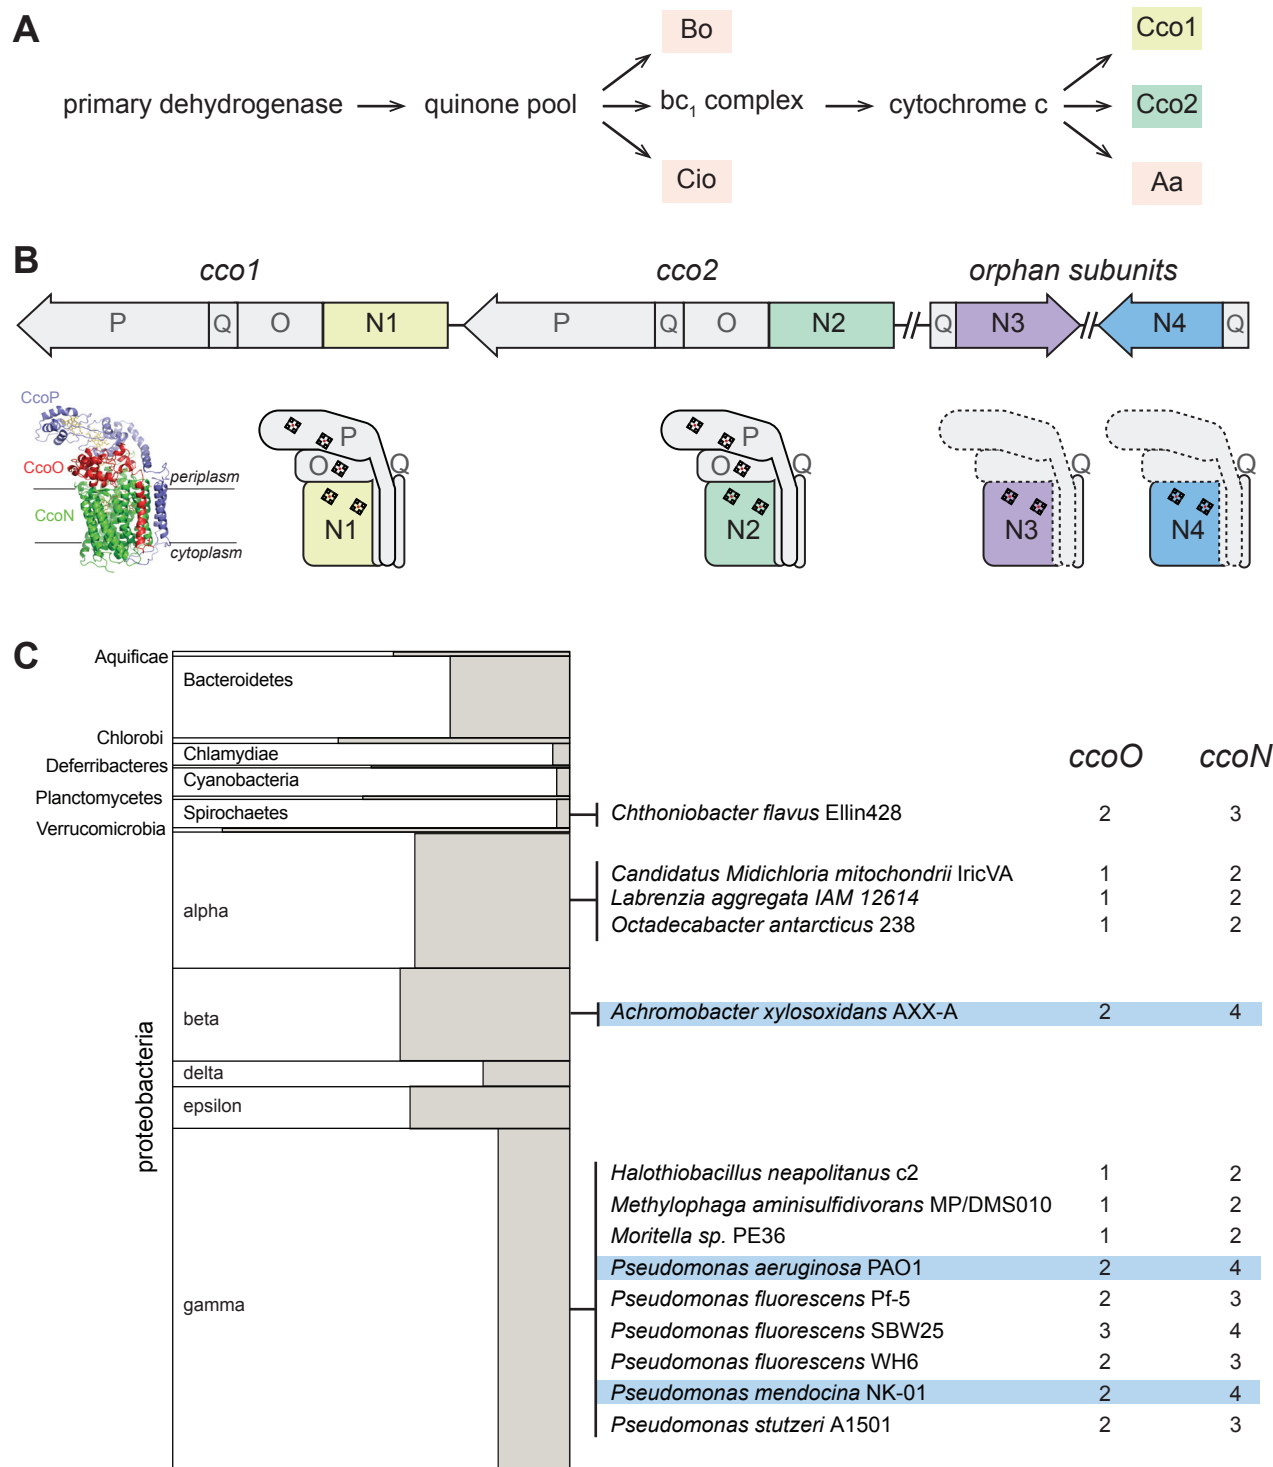 A
Bo
Cco1
primary dehydrogenase
quinone pool
bc1 complex
cytochrome c
Cco2
Cio
Aa
B
cco1
cco2
orphan subunits
P Q O N1
P Q O N2
Q N3
N4 Q
CcoP
CcoO
CcoN
periplasm
cytoplasm
P
O
Q
N1
P
O
Q
N2
Q
N3
Q
N4
C
Aquificae
Bacteroidetes
Chlorobi
Chlamydiae
Deferribacteres
Cyanobacteria
Planctomycetes
Spirochaetes
Verrucomicrobia
proteobacteria
alpha
beta
delta
epsilon
gamma
ccoO ccoN
Chthoniobacter flavus Ellin428 2 3
Candidatus Midichloria mitochondrii IricVA 1 2
Labrenzia aggregata IAM 12614 1 2
Octadecabacter antarcticus 238 1 2
Achromobacter xylosoxidans AXX-A 2 4
Halothiobacillus neapolitanus c2 1 2
Methylophaga aminisulfidivorans MP/DMS010 1 2
Moritella sp. PE36 1 2
Pseudomonas aeruginosa PAO1 2 4
Pseudomonas fluorescens Pf-5 2 3
Pseudomonas fluorescens SBW25 3 4
Pseudomonas fluorescens WH6 2 3
Pseudomonas mendocina NK-01 2 4
Pseudomonas stutzeri A1501 2 3